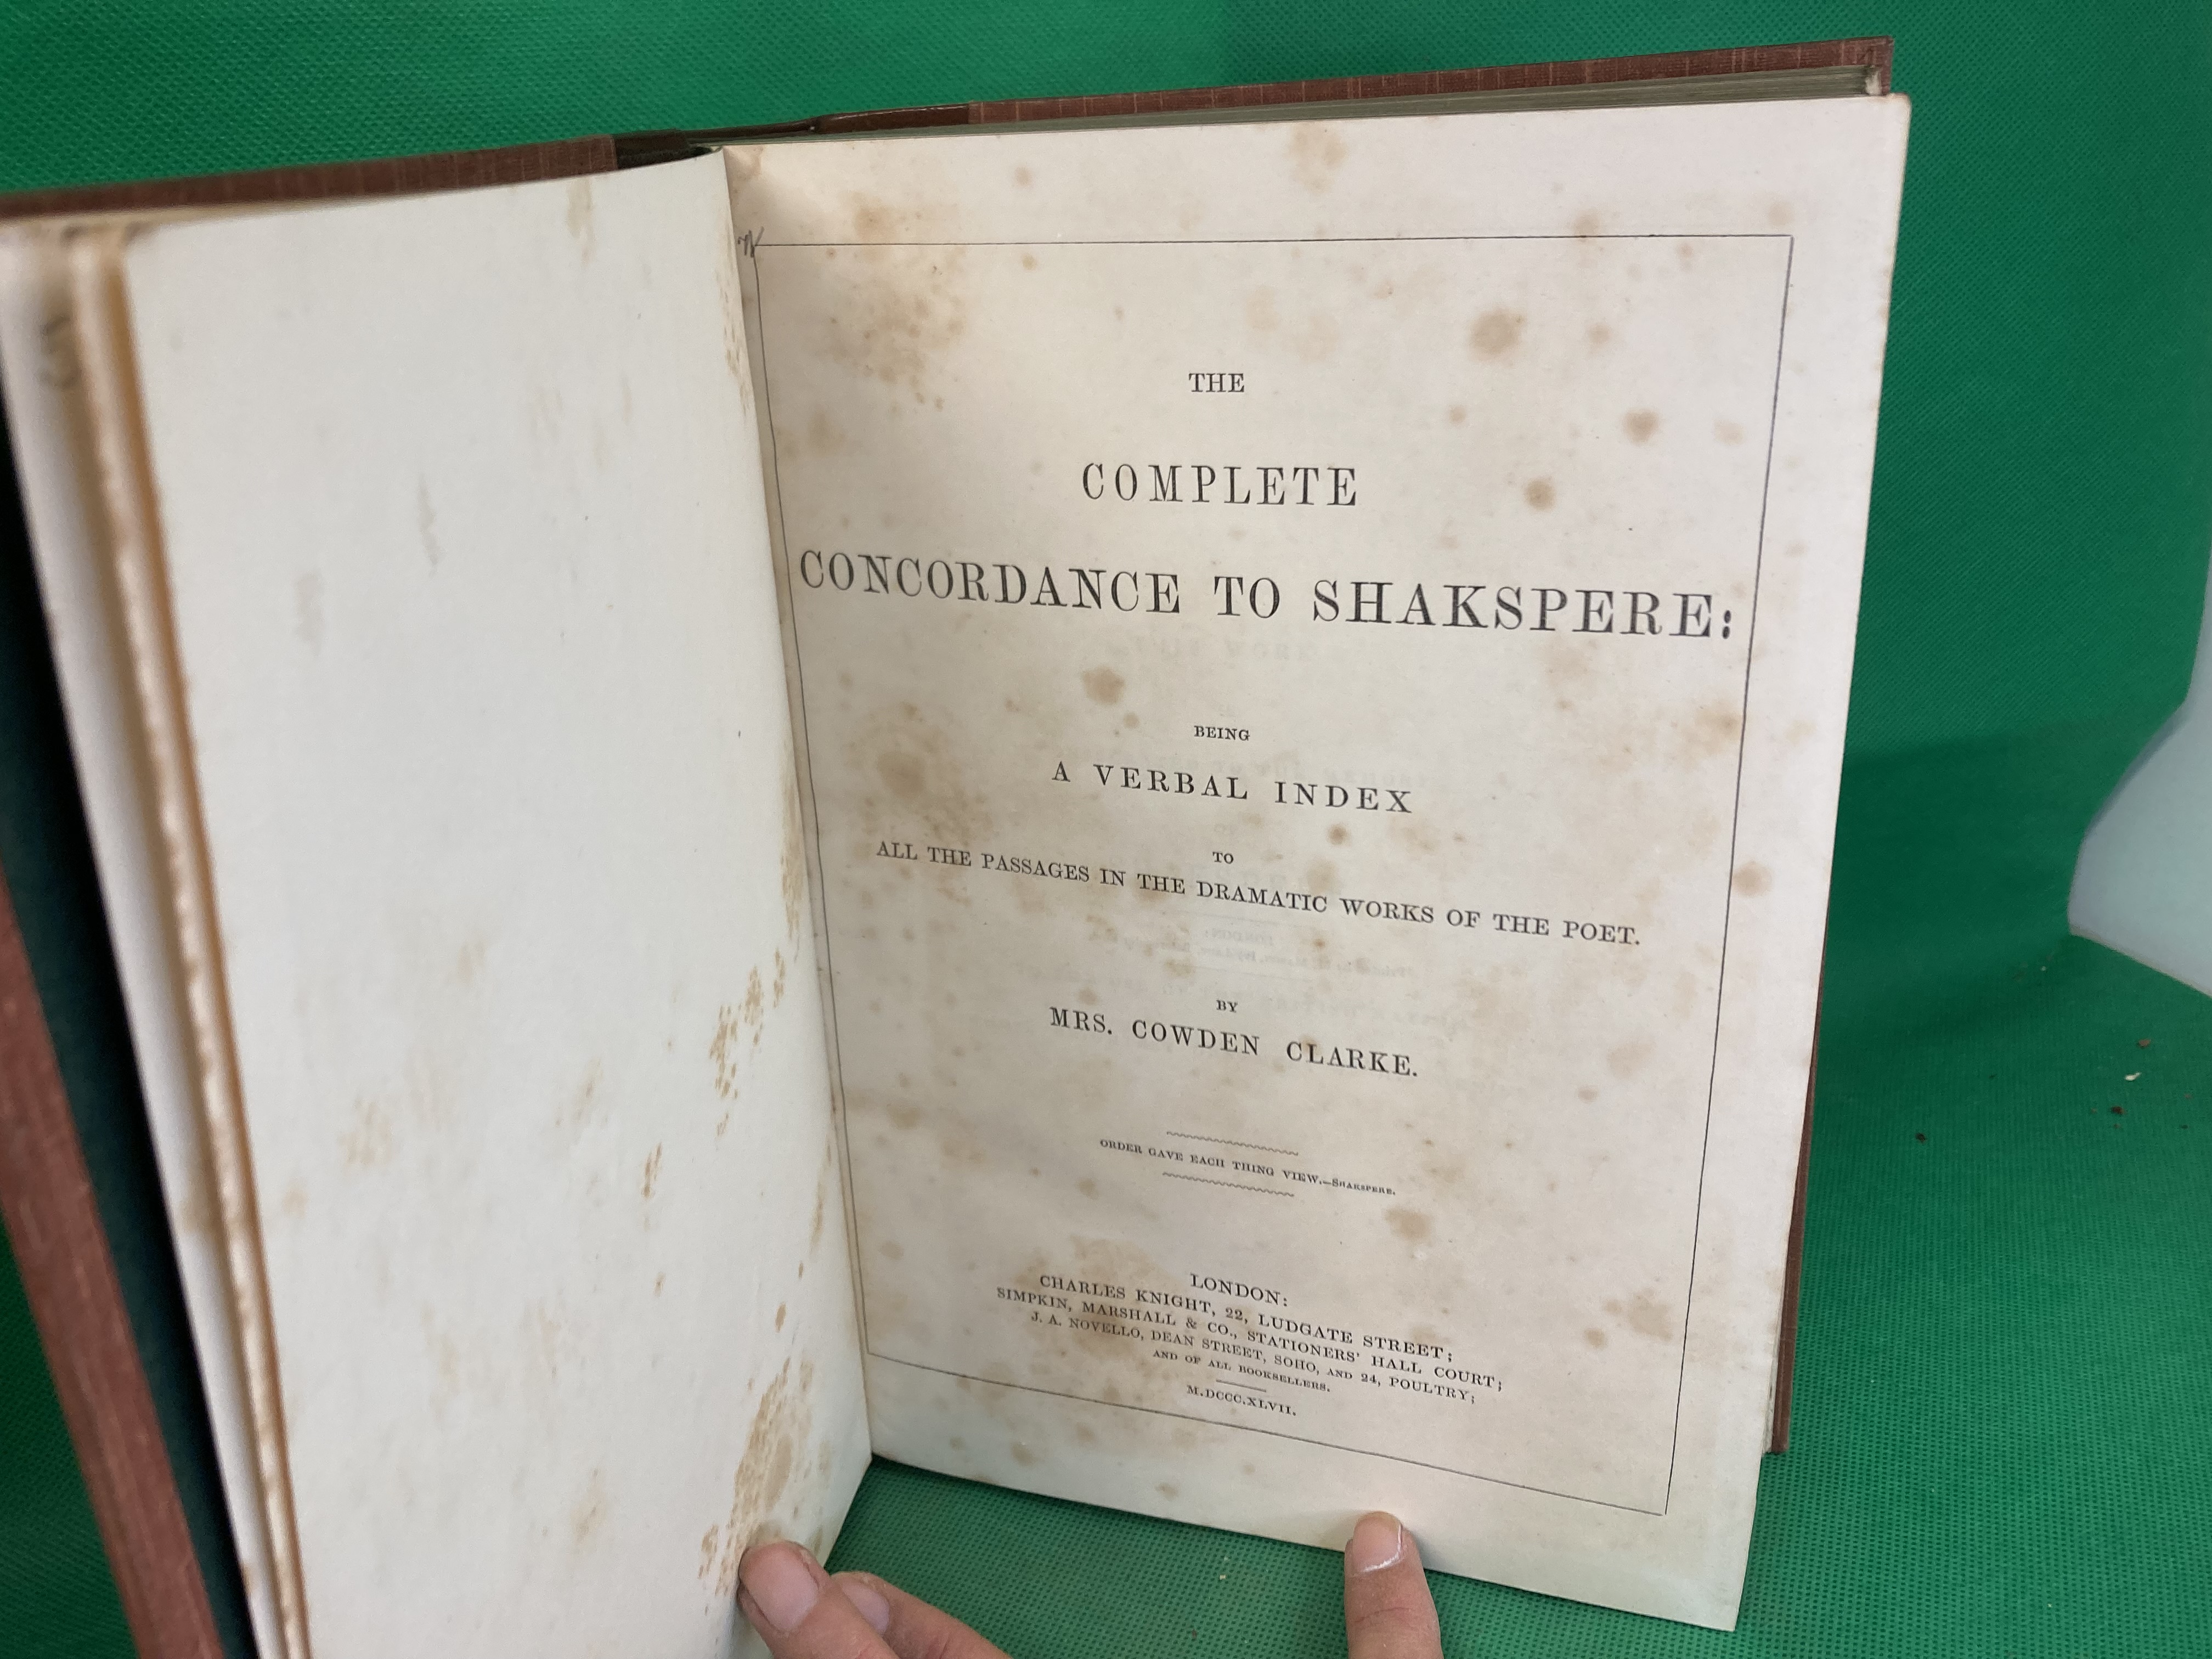 THE
COMPLETE
CONCORDANCE TO SHAKSPERE:
BEING
A VERBAL INDEX
TO
ALL THE PASSAGES IN THE DRAMATIC WORKS OF THE POET.
BY
MRS. COWDEN CLARKE.
ORDER GAVE EACH THING VIEW.—SHAKSPERE.
LONDON:
CHARLES KNIGHT, 22, LUDGATE STREET;
SIMPKIN, MARSHALL & CO., STATIONERS' HALL COURT;
J. A. NOVELLO, DEAN STREET, SOHO, AND 24, POULTRY;
AND OF ALL BOOKSELLERS.
M.DCCC.XLVII.